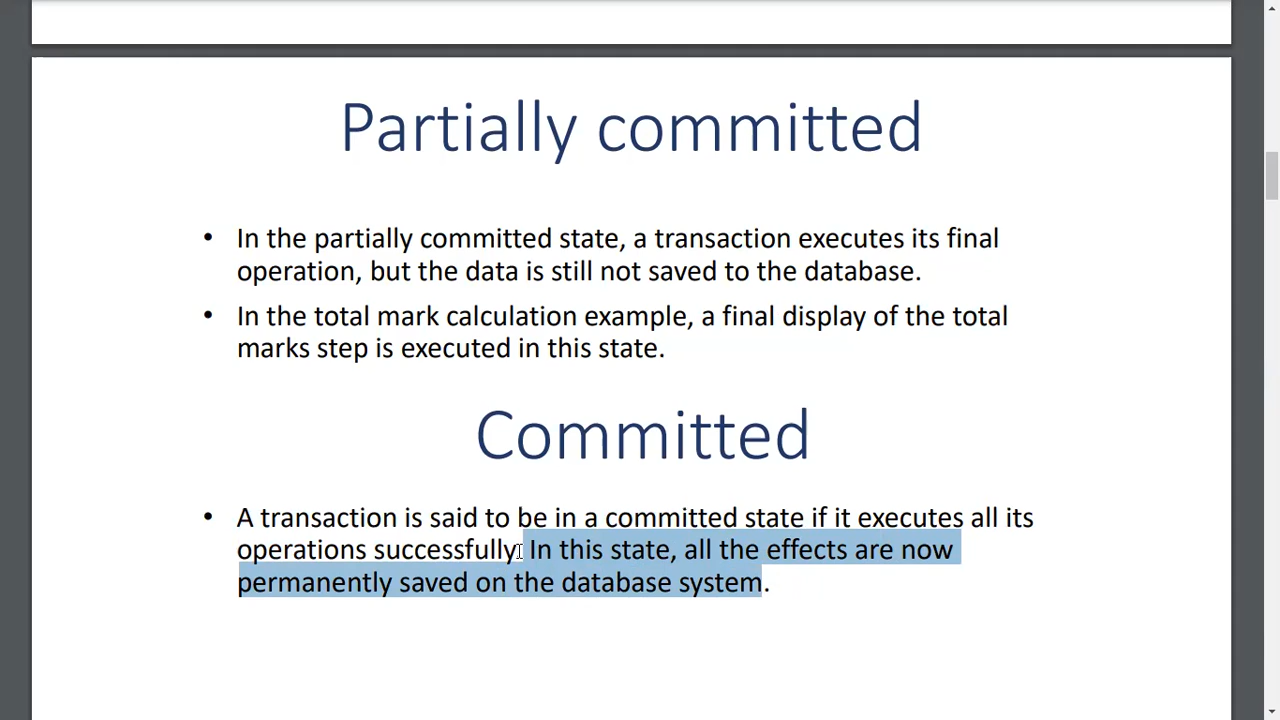 Partially committed
• In the partially committed state, a transaction executes its final
operation, but the data is still not saved to the database.
• In the total mark calculation example, a final display of the total
marks step is executed in this state.
Committed
• A transaction is said to be in a committed state if it executes all its
operations successfully. In this state, all the effects are now
permanently saved on the database system.